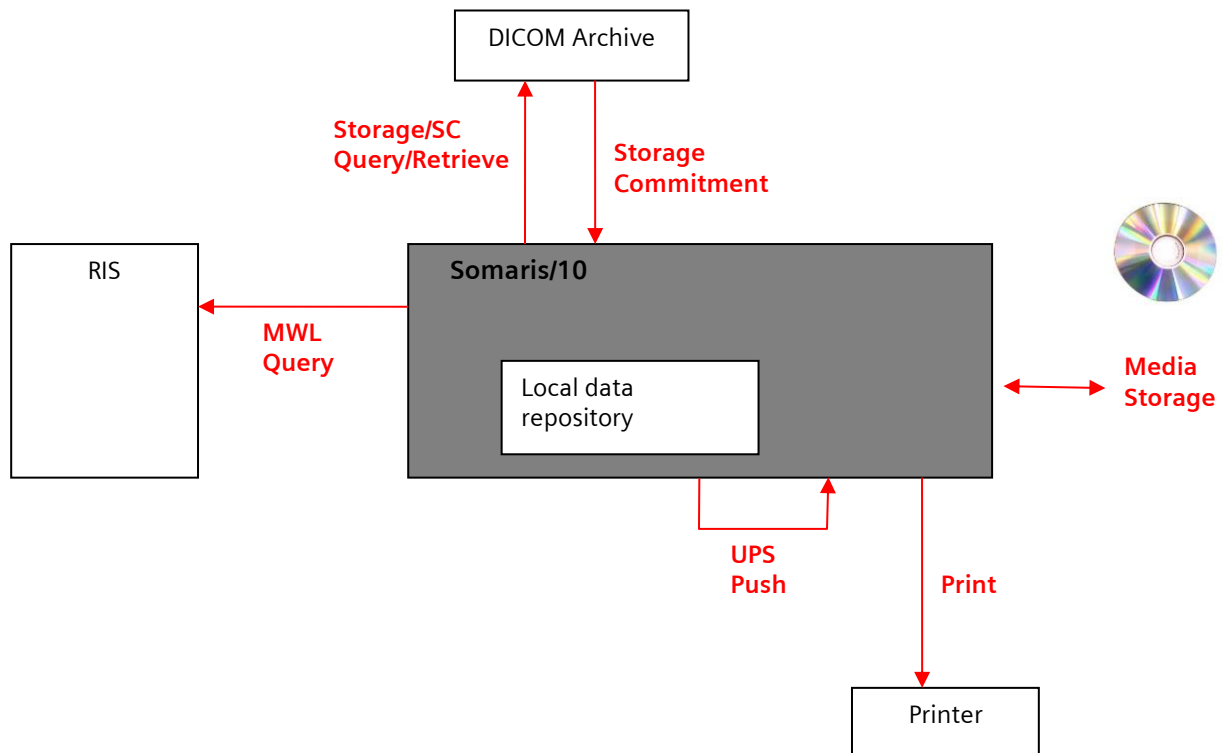 DICOM Archive
Storage/SC
Query/Retrieve
Storage
Commitment
RIS
Somaris/10
MWL
Query
Local data
repository
Media
Storage
UPS
Push
Print
Printer